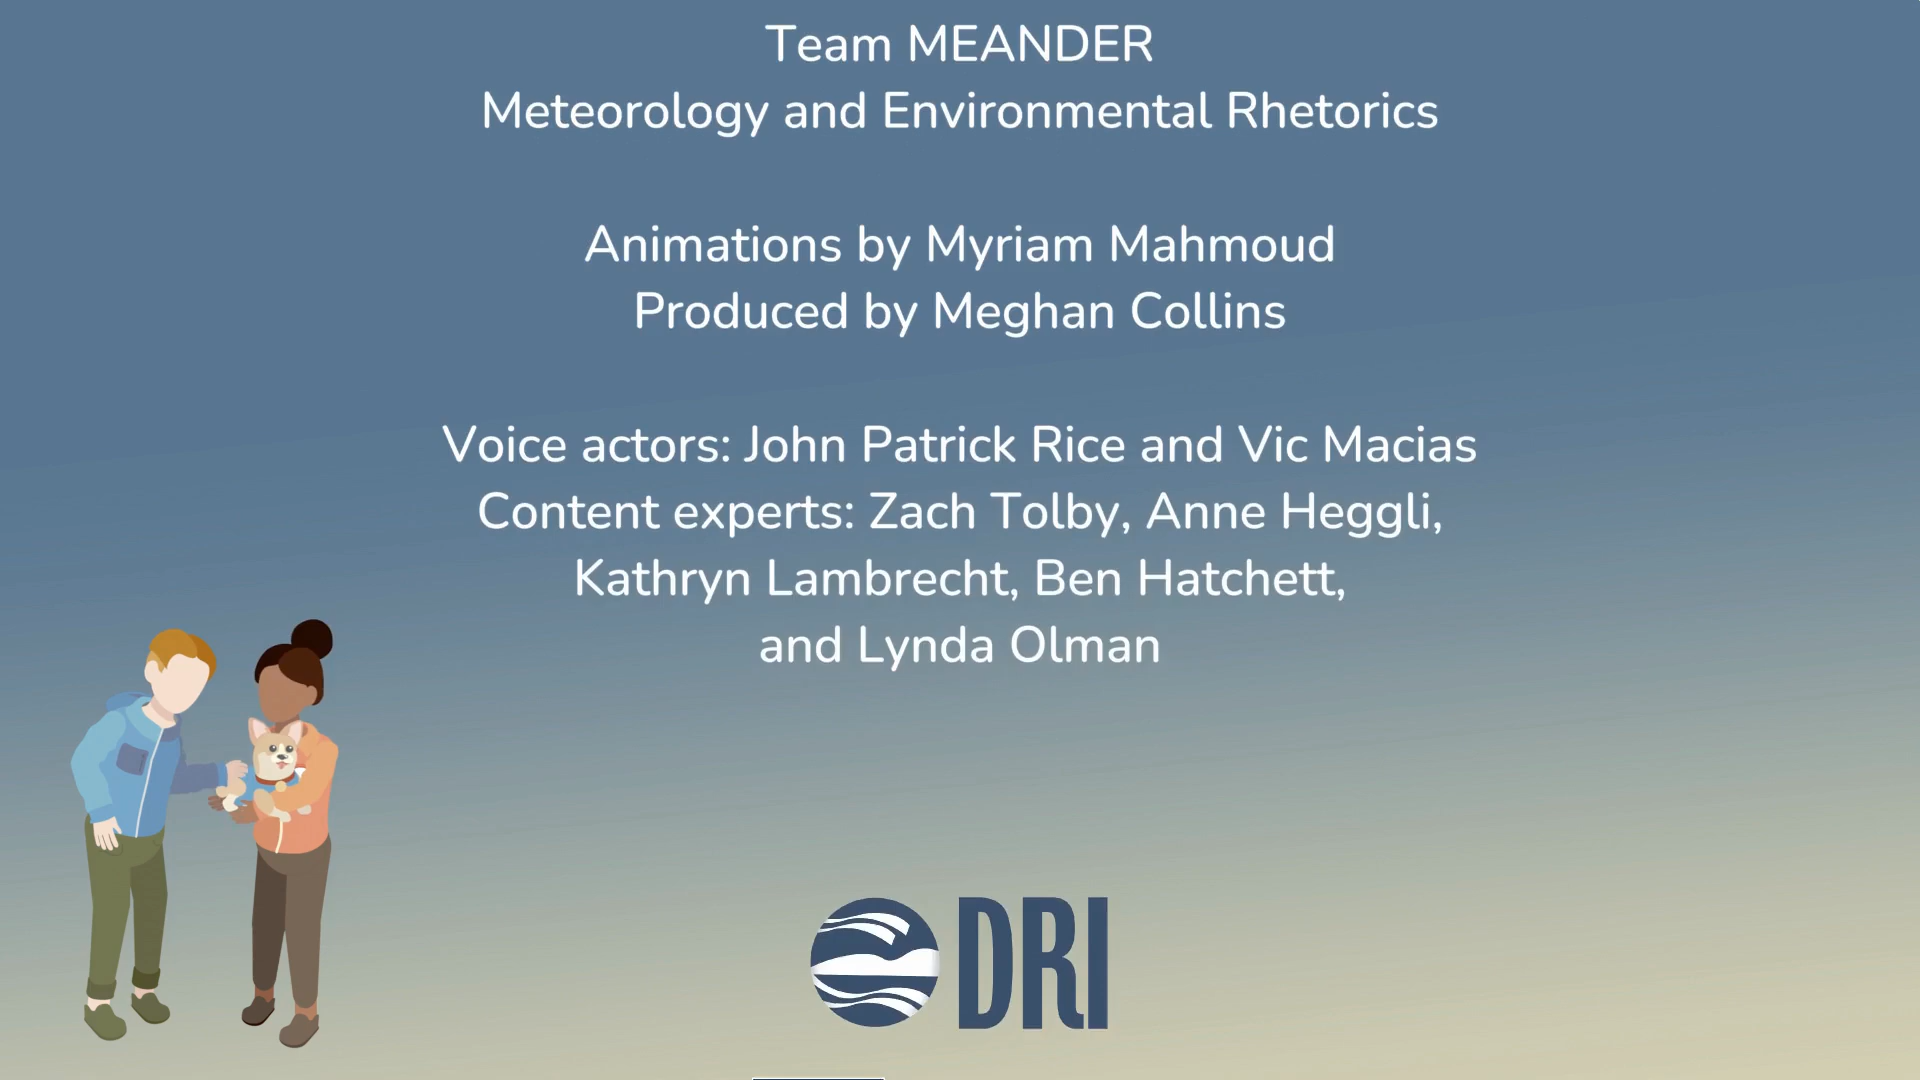 Team MEANDER
Meteorology and Environmental Rhetorics
Animations by Myriam Mahmoud
Produced by Meghan Collins
Voice actors: John Patrick Rice and Vic Macias
Content experts: Zach Tolby, Anne Heggli,
Kathryn Lambrecht, Ben Hatchett,
and Lynda Olman
DRI